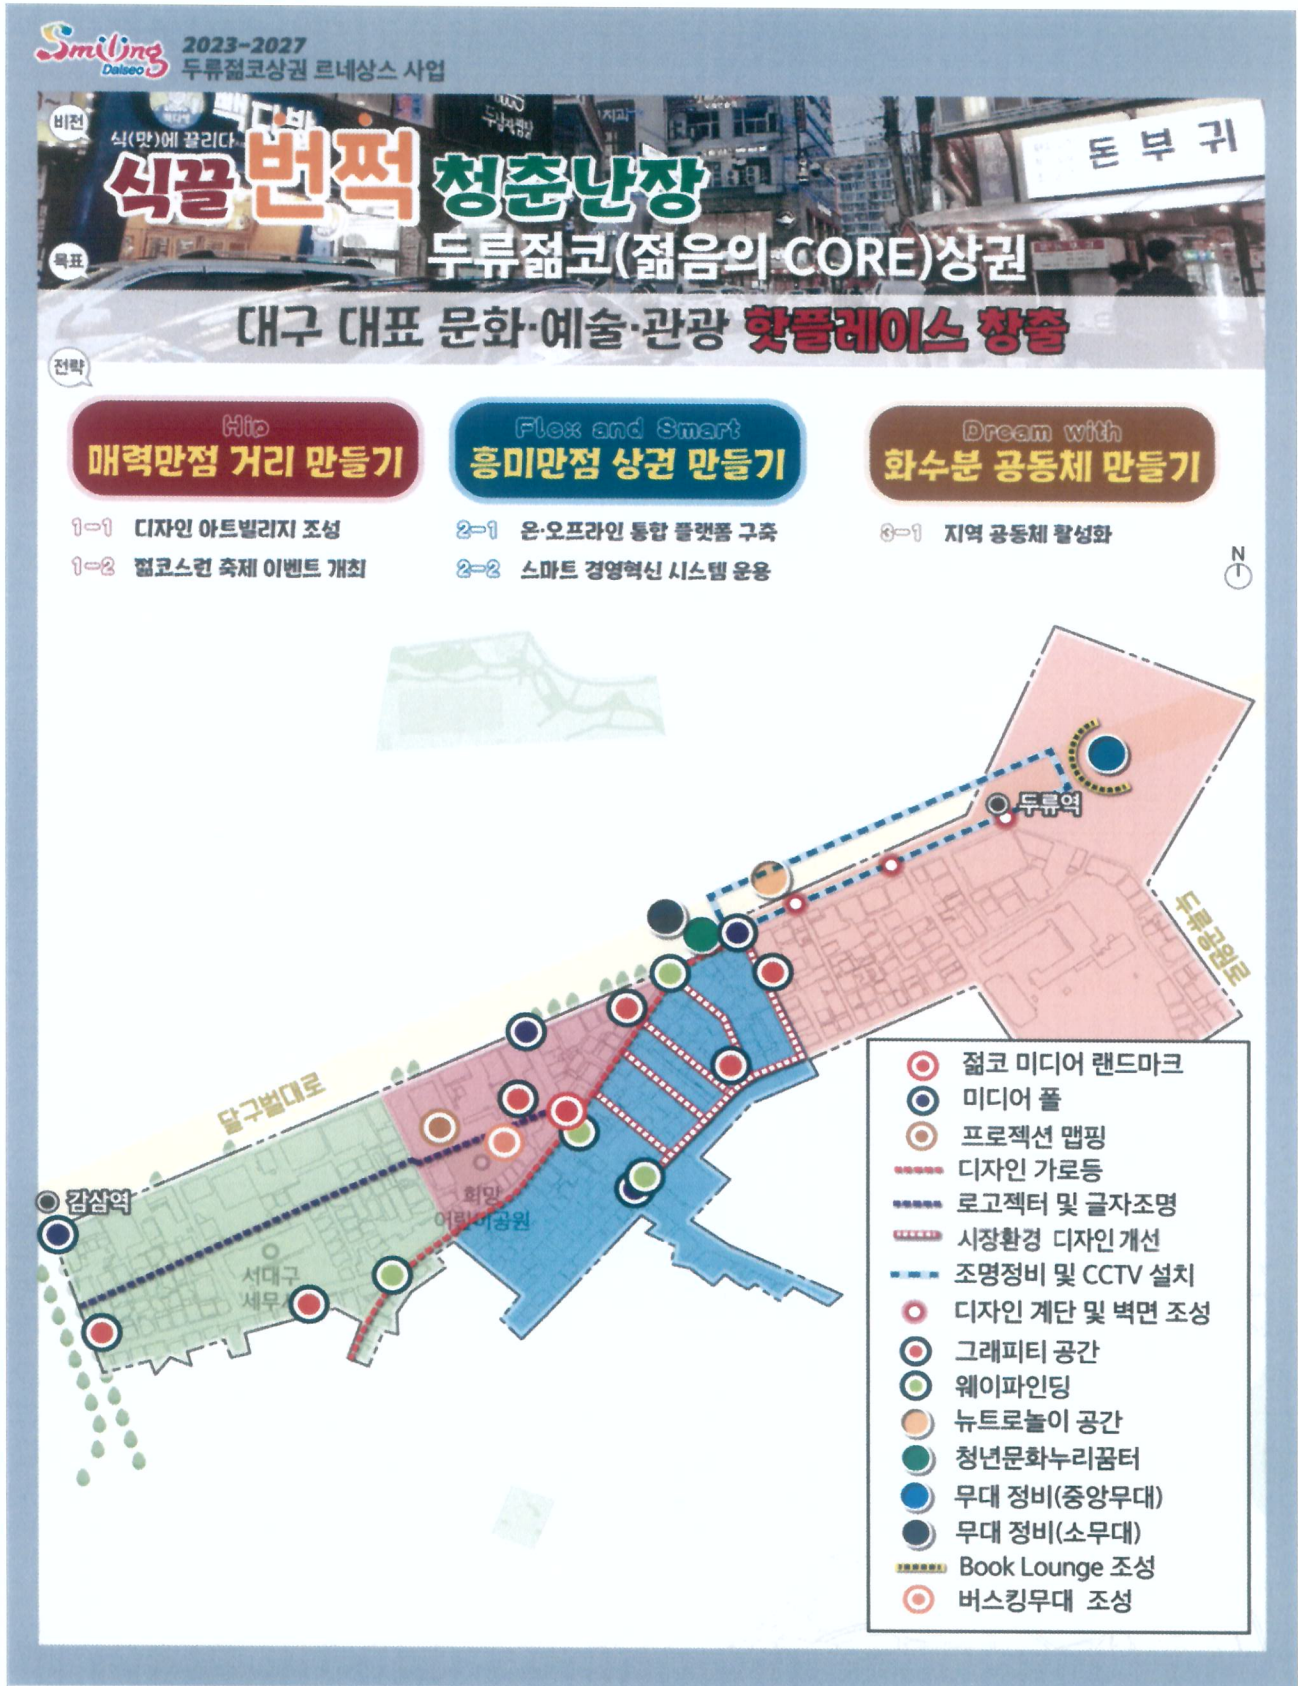 Smiling
Dalseo
2023-2027
두류젊코상권 르네상스 사업
비전
식(맛)에 끌리다
식끌 번쩍 청춘난장
돈부귀
목표
두류젊코(젊음의 CORE)상권
대구 대표 문화·예술·관광 핫플레이스 창출
전략
Hip
매력만점 거리 만들기
1-1 디자인 아트빌리지 조성
1-2 젊코스런 축제 이벤트 개최
Flex and Smart
흥미만점 상권 만들기
2-1 온·오프라인 통합 플랫폼 구축
2-2 스마트 경영혁신 시스템 운용
Dream with
화수분 공동체 만들기
3-1 지역 공동체 활성화
N
두류역
두류공원로
달구벌대로
감삼역
희망
어린이공원
서대구
젊코 미디어 랜드마크
미디어 폴
프로젝션 맵핑
디자인 가로등
로고젝터 및 글자조명
시장환경 디자인 개선
조명정비 및 CCTV 설치
디자인 계단 및 벽면 조성
그래피티 공간
웨이파인딩
뉴트로놀이 공간
청년문화누리꿈터
무대 정비(중앙무대)
무대 정비(소무대)
Book Lounge 조성
버스킹무대 조성